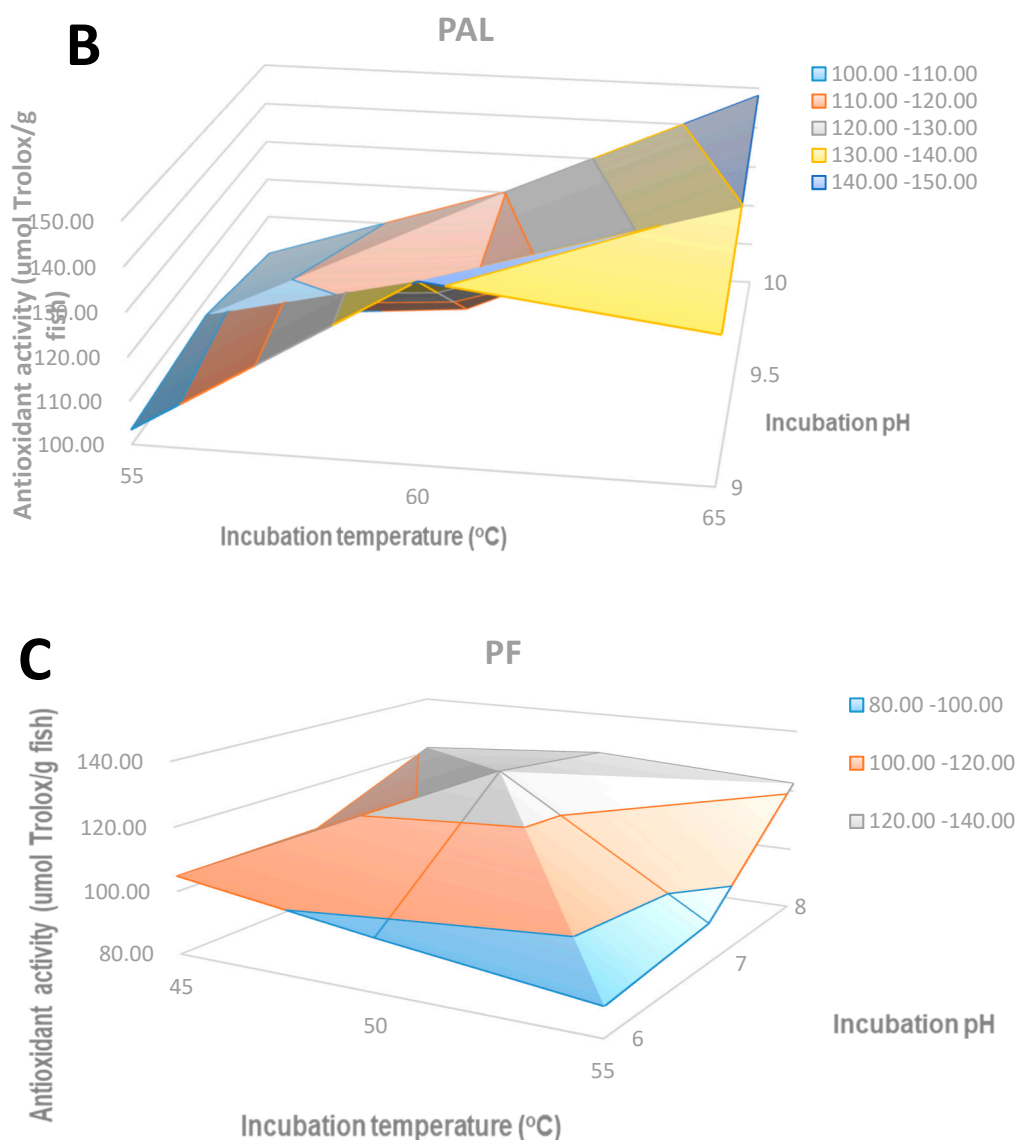 B
PAL
100.00 -110.00
110.00 -120.00
120.00 -130.00
130.00 -140.00
140.00 -150.00
Antioxidant activity (umol Trolox/g
fish)
150.00
140.00
130.00
120.00
110.00
100.00
55
60
65
9
9.5
10
Incubation pH
Incubation temperature (ºC)
C
PF
80.00 -100.00
100.00 -120.00
120.00 -140.00
Antioxidant activity (umol Trolox/g fish)
140.00
120.00
100.00
80.00
45
50
55
6
7
8
Incubation pH
Incubation temperature (ºC)